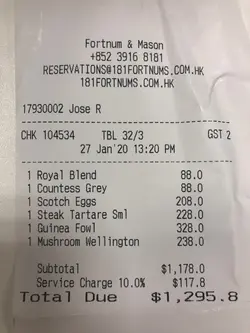 Fortnum & Mason
+852 3916 8181
RESERVATIONS@181FORTNUMS.COM.HK
181FORTNUMS.COM.HK
17930002 Jose R
CHK 104534 TBL 32/3 GST 2
27 Jan'20 13:20 PM
1 Royal Blend 88.0
1 Countess Grey 88.0
1 Scotch Eggs 208.0
1 Steak Tartare Sml 228.0
1 Guinea Fowl 328.0
1 Mushroom Wellington 238.0
Subtotal $1,178.0
Service Charge 10.0% $117.8
Total Due $1,295.8